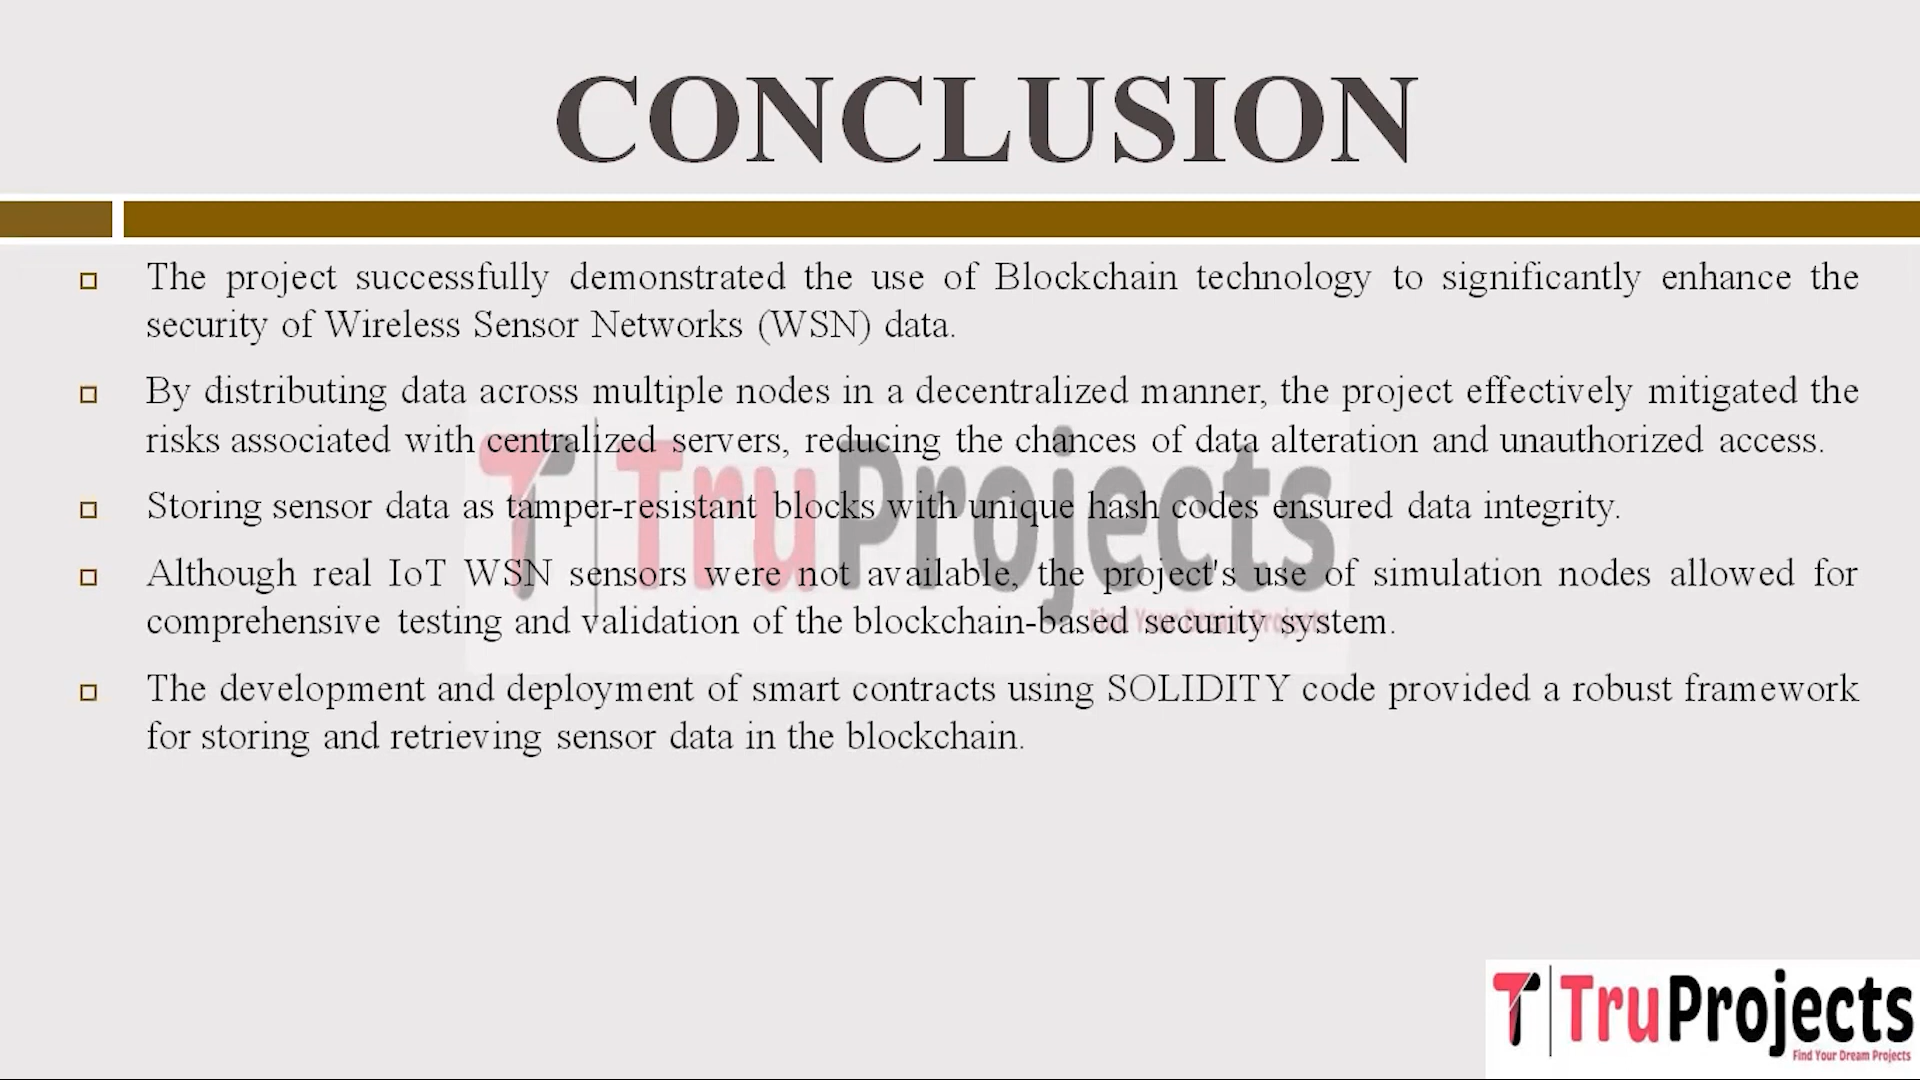 CONCLUSION
The project successfully demonstrated the use of Blockchain technology to significantly enhance the
security of Wireless Sensor Networks (WSN) data.
By distributing data across multiple nodes in a decentralized manner, the project effectively mitigated the
risks associated with centralized servers, reducing the chances of data alteration and unauthorized access.
Storing sensor data as tamper-resistant blocks with unique hash codes ensured data integrity.
Although real IoT WSN sensors were not available, the project's use of simulation nodes allowed for
comprehensive testing and validation of the blockchain-based security system.
The development and deployment of smart contracts using SOLIDITY code provided a robust framework
for storing and retrieving sensor data in the blockchain.
TruProjects
Find Your Dream Projects
TruProjects
Find Your Dream Projects